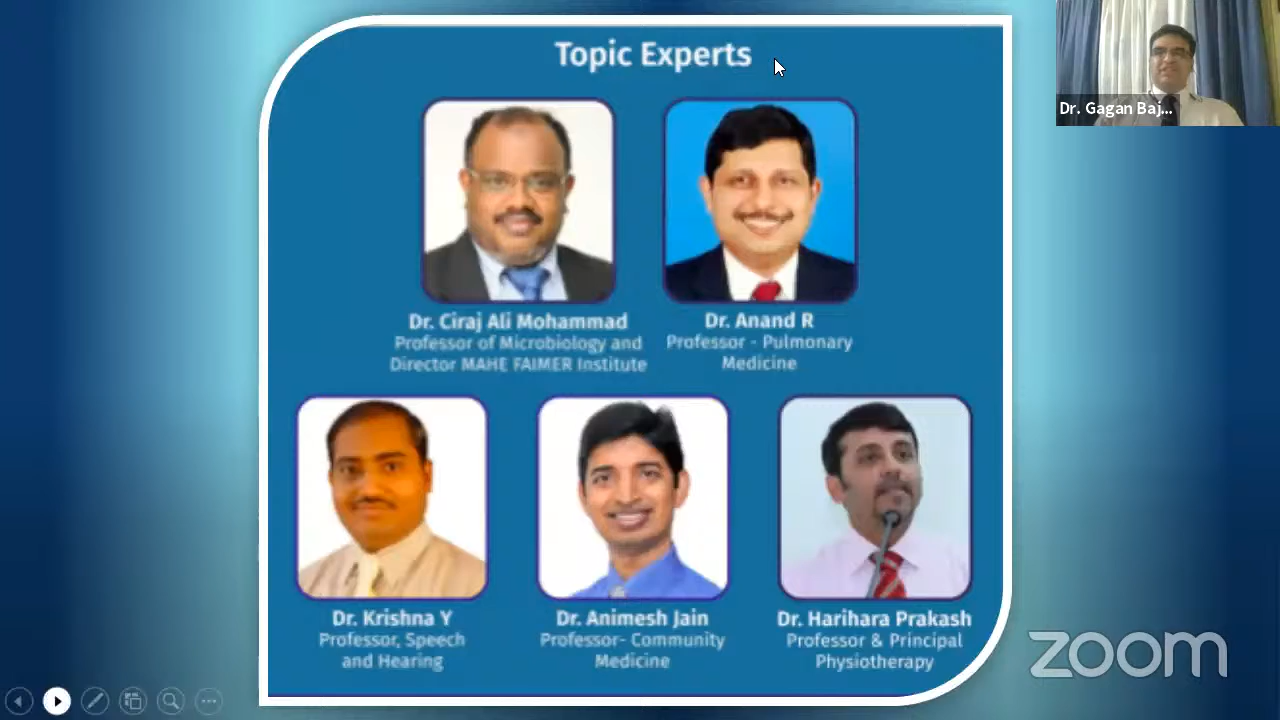 Topic Experts
Dr. Gagan Baj...
Dr. Ciraj Ali Mohammad
Professor of Microbiology and
Director MAHE FAIMER Institute
Dr. Anand R
Professor - Pulmonary
Medicine
Dr. Krishna Y
Professor, Speech
and Hearing
Dr. Animesh Jain
Professor- Community
Medicine
Dr. Harihara Prakash
Professor & Principal
Physiotherapy
zoom